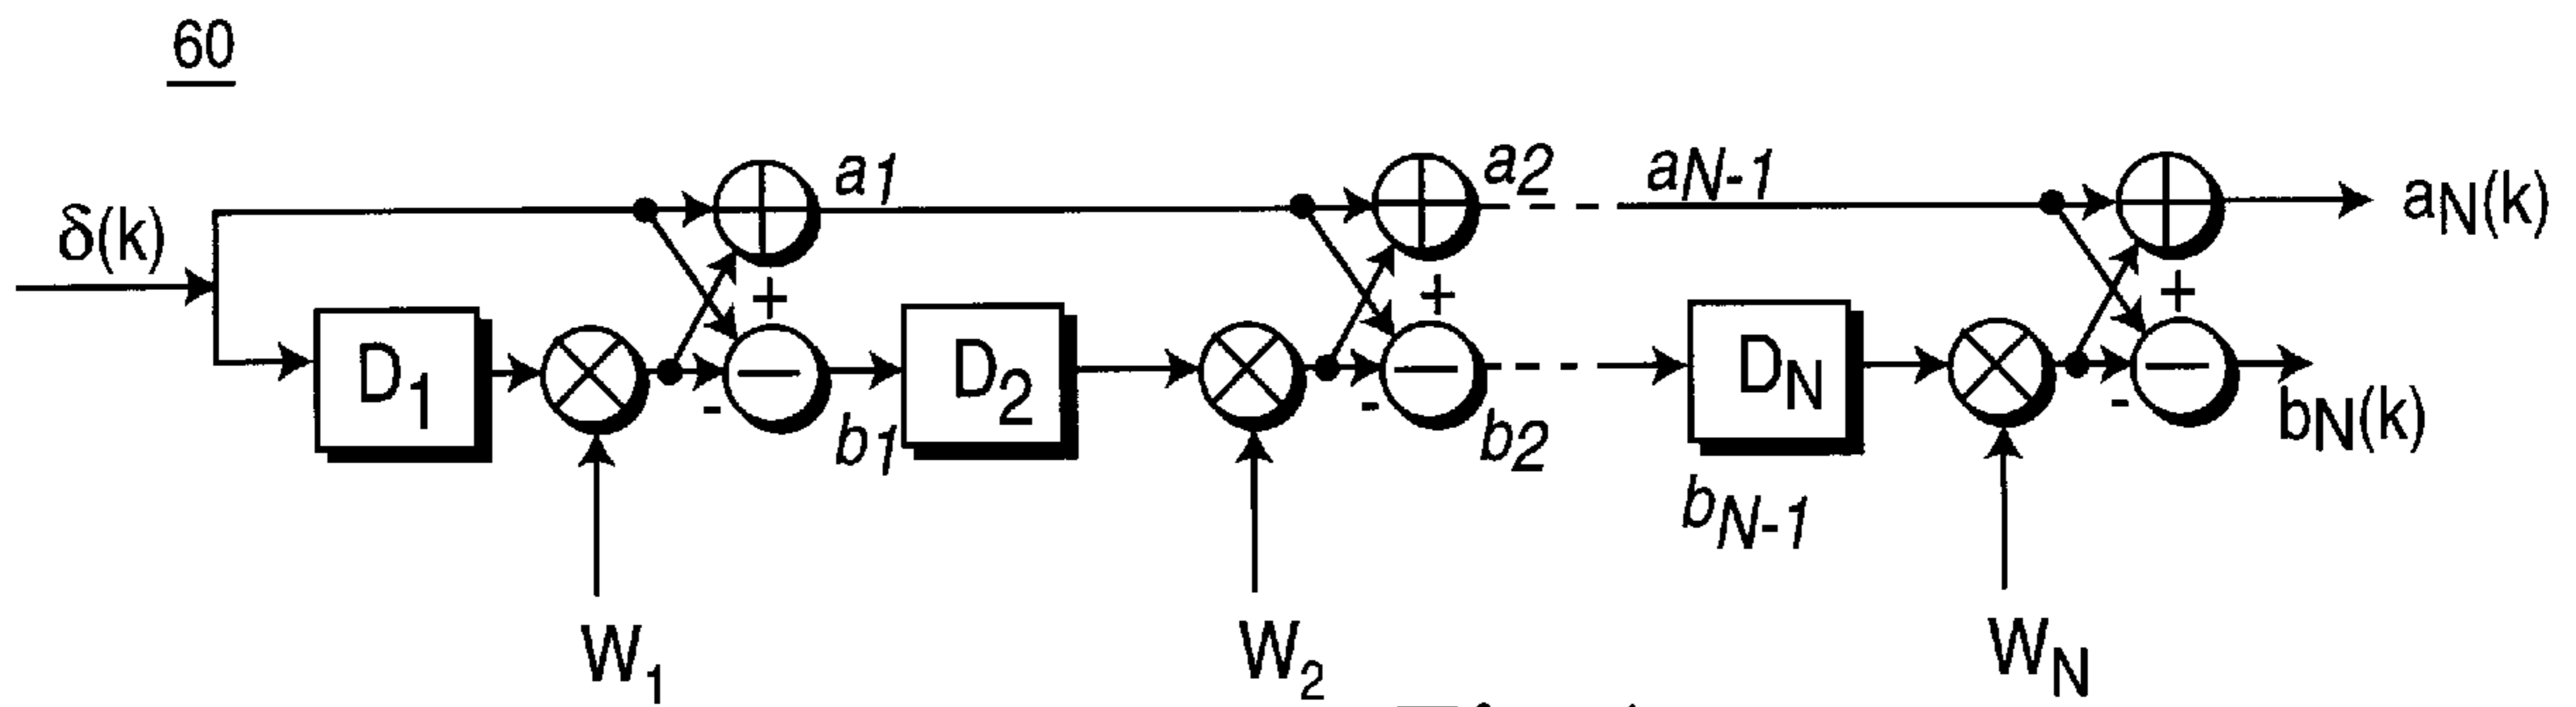 60
a1 a2 aN-1 aN(k)
δ(k)
+ + +
D1 D2 DN
- - -
b1 b2 bN-1 bN(k)
W1 W2 WN